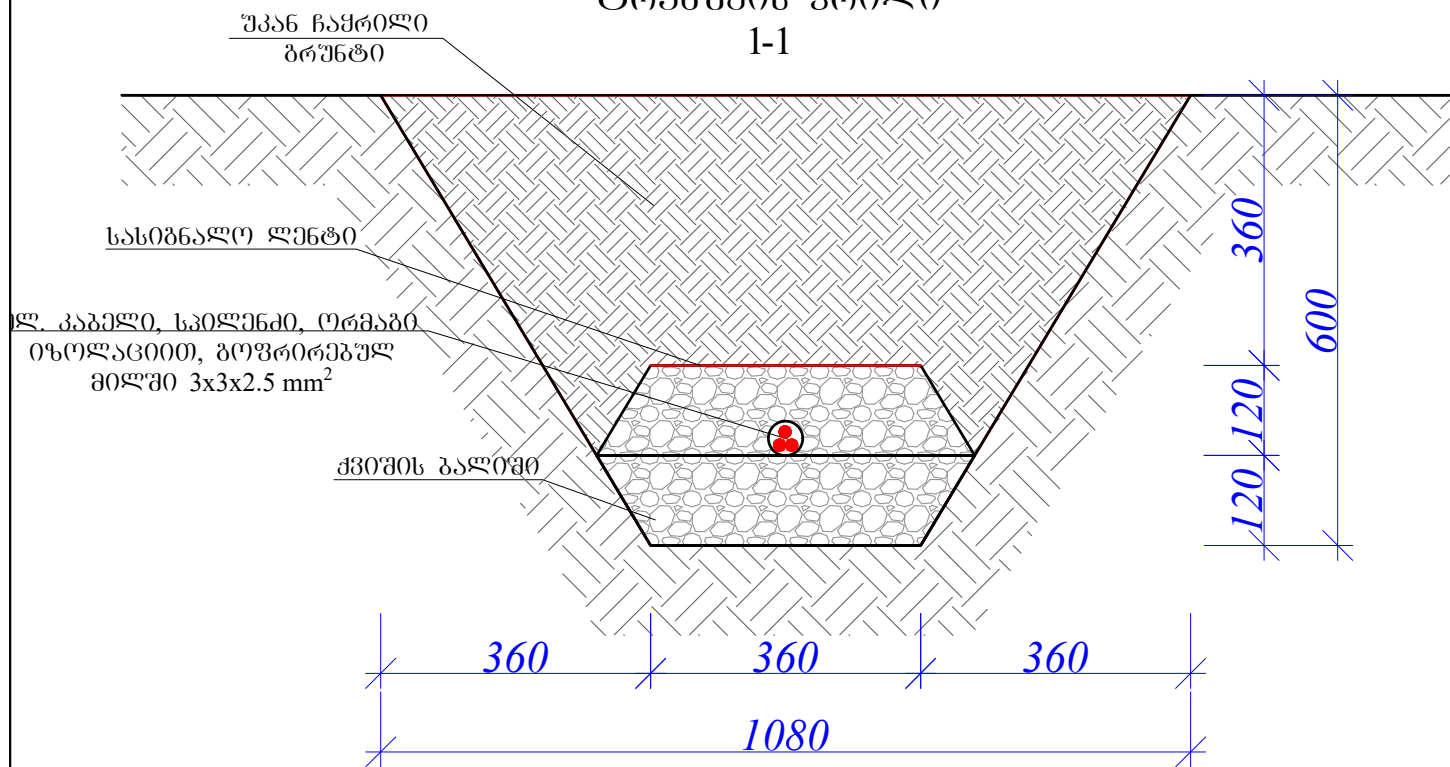 1-1
უკან ჩაყრილი
გრუნტი
სასიგნალო ლენტი
კაბელი, სპილენძი, ორმაგი
იზოლაციით, გოფრირებულ
მილში 3x3x2.5 mm²
ქვიშის ბალიში
360
600
120
120
360
360
360
1080